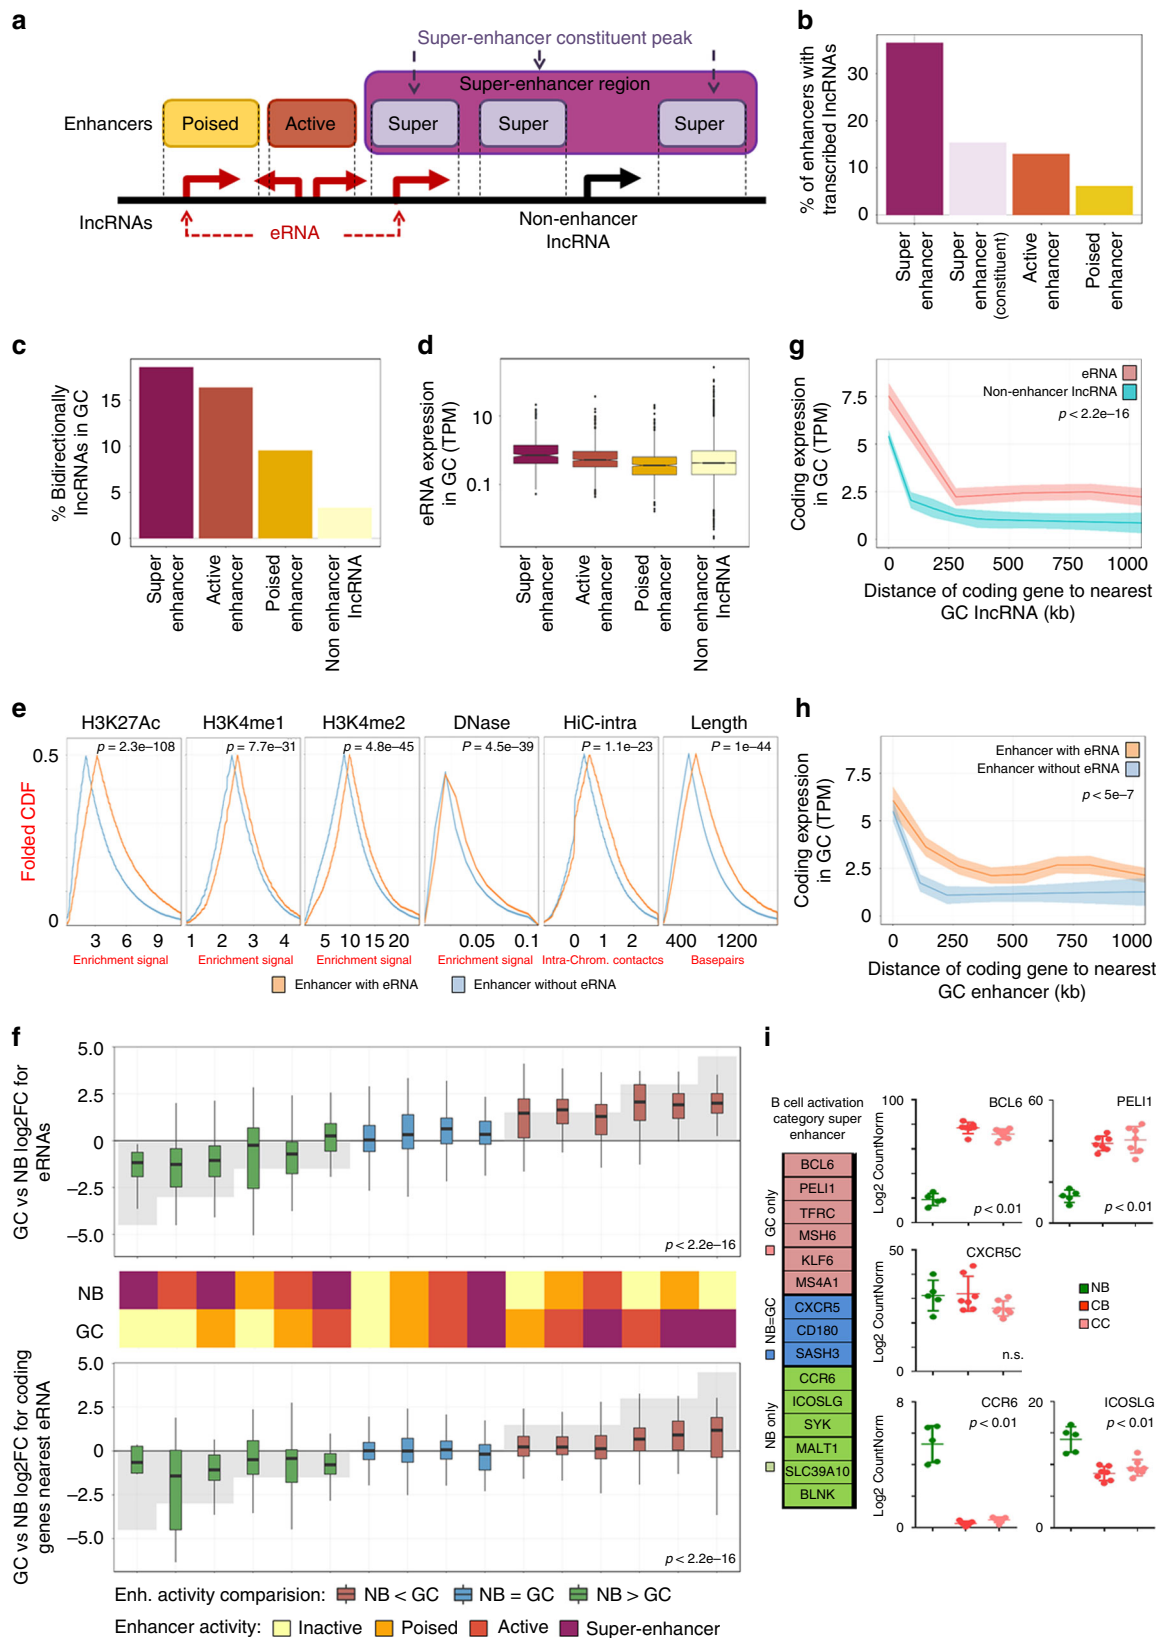 a
Super-enhancer constituent peak
Super-enhancer region
Enhancers
Poised
Active
Super
Super
Super
lncRNAs
eRNA
Non-enhancer
lncRNA
b
% of enhancers with
transcribed lncRNAs
30
20
10
0
Super
enhancer
Super
enhancer
(constituent)
Active
enhancer
Poised
enhancer
c
% Bidirectionally
lncRNAs in GC
15
10
5
0
Super
enhancer
Active
enhancer
Poised
enhancer
Non enhancer
lncRNA
d
eRNA expression
in GC (TPM)
10
0.1
Super
enhancer
Active
enhancer
Poised
enhancer
Non enhancer
lncRNA
g
eRNA
Non-enhancer lncRNA
p < 2.2e–16
Coding expression
in GC (TPM)
7.5
5
2.5
0
0 250 500 750 1000
Distance of coding gene to nearest
GC lncRNA (kb)
e
Folded CDF
0.5
0
H3K27Ac
p = 2.3e–108
3 6 9
Enrichment signal
H3K4me1
p = 7.7e–31
1 2 3 4
Enrichment signal
H3K4me2
p = 4.8e–45
5 10 15 20
Enrichment signal
DNase
P = 4.5e–39
0.05 0.1
Enrichment signal
HiC-intra
p = 1.1e–23
0 1 2
Intra-Chrom. contactcs
Length
P = 1e–44
400 1200
Basepairs
Enhancer with eRNA
Enhancer without eRNA
h
Enhancer with eRNA
Enhancer without eRNA
p < 5e–7
Coding expression
in GC (TPM)
7.5
5
2.5
0
0 250 500 750 1000
Distance of coding gene to nearest
GC enhancer (kb)
f
GC vs NB log2FC for
eRNAs
5.0
2.5
0
–2.5
–5.0
p < 2.2e–16
NB
GC
GC vs NB log2FC for coding
genes nearest eRNA
5.0
2.5
0
–2.5
–5.0
p < 2.2e–16
Enh. activity comparision: NB < GC NB = GC NB > GC
Enhancer activity: Inactive Poised Active Super-enhancer
i
B cell activation
category super
enhancer
GC only
BCL6
PELI1
TFRC
MSH6
KLF6
MS4A1
NB=GC
CXCR5
CD180
SASH3
NB only
CCR6
ICOSLG
SYK
MALT1
SLC39A10
BLNK
Log2 CountNorm
100
0
BCL6
p < 0.01
60
0
PELI1
p < 0.01
Log2 CountNorm
50
0
CXCR5C
n.s.
NB
CB
CC
Log2 CountNorm
8
0
CCR6
p < 0.01
20
0
ICOSLG
p < 0.01